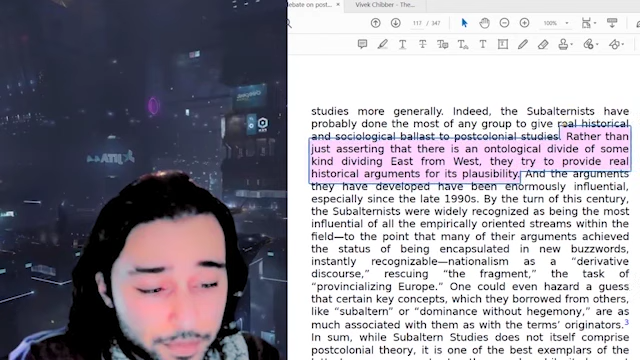 ebate on post...
Vivek Chibber - The...
117 / 347
100%
studies more generally. Indeed, the Subalternists have
probably done the most of any group to give real historical
and sociological ballast to postcolonial studies. Rather than
just asserting that there is an ontological divide of some
kind dividing East from West, they try to provide real
historical arguments for its plausibility. And the arguments
they have developed have been enormously influential,
especially since the late 1990s. By the turn of this century,
the Subalternists were widely recognized as being the most
influential of all the empirically oriented streams within the
field—to the point that many of their arguments achieved
the status of being encapsulated in new buzzwords,
instantly recognizable—nationalism as a “derivative
discourse,” rescuing “the fragment,” the task of
“provincializing Europe.” One could even hazard a guess
that certain key concepts, which they borrowed from others,
like “subaltern” or “dominance without hegemony,” are as
much associated with them as with the terms’ originators.3
In sum, while Subaltern Studies does not itself comprise
postcolonial theory, it is one of the best exemplars of the